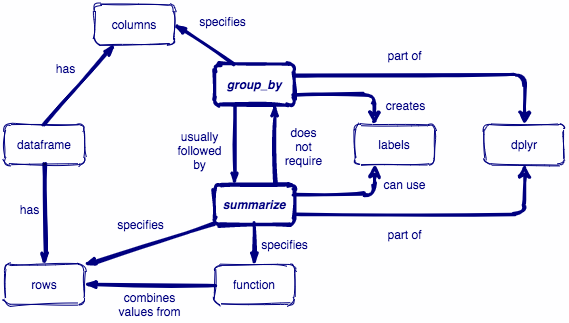 columns
specifies
has
part of
group_by
creates
usually
followed
by
does
not
require
dataframe
labels
dplyr
can use
has
summarize
specifies
part of
specifies
rows
function
combines
values from